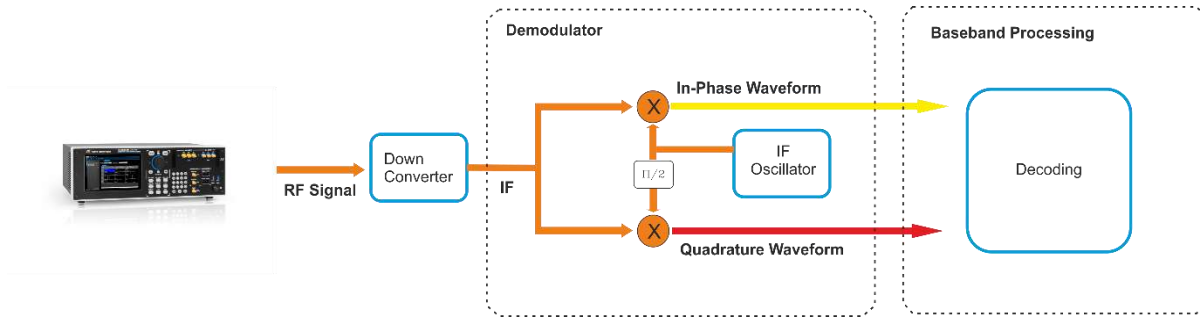 Demodulator
Baseband Processing
In-Phase Waveform
X
Down
Converter
RF Signal
IF
Π/2
IF
Oscillator
Decoding
X
Quadrature Waveform